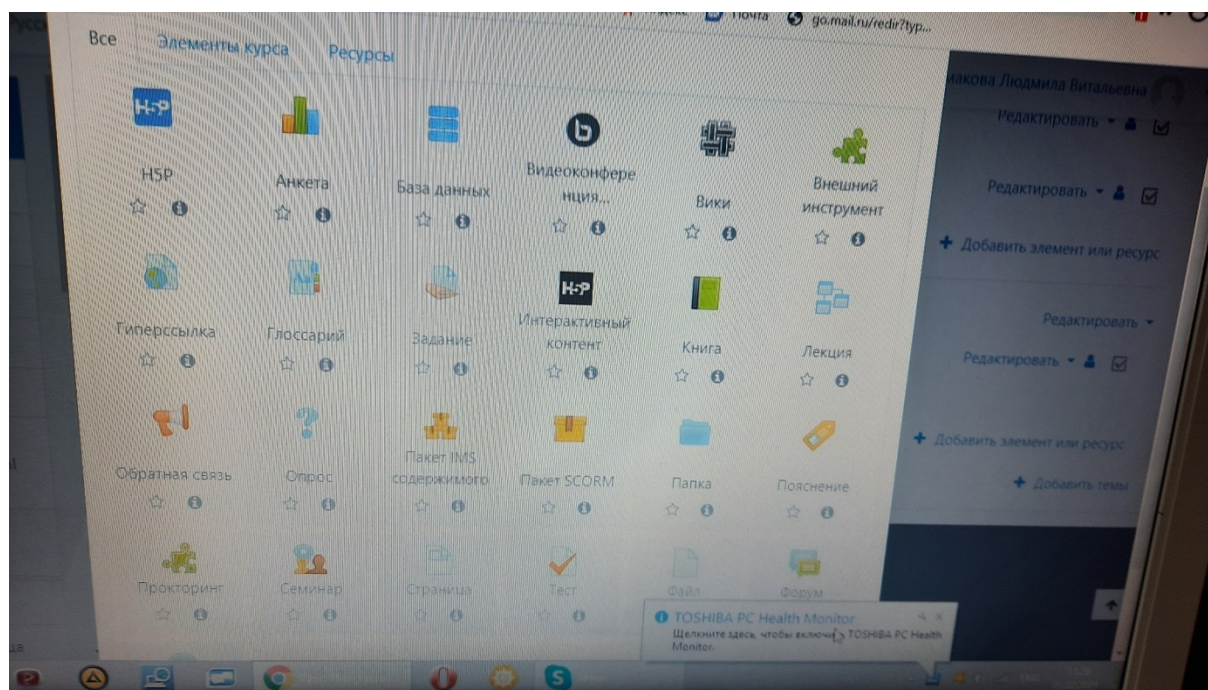 Почта go.mail.ru/redir?typ...
Все Элементы курса Ресурсы
макова Людмила Витальевна
Редактировать
H5P
H5P Анкета База данных Видеоконфере
нция... Вики Внешний
инструмент
Редактировать
+ Добавить элемент или ресурс
H5P
Гиперссылка Глоссарий Задание Интерактивный
контент Книга Лекция
Редактировать
Редактировать
Обратная связь Опрос Пакет IMS
содержимого Пакет SCORM Папка Пояснение
+ Добавить элемент или ресурс
+ Добавить темы
Прокторинг Семинар Страница Тест Файл Форум
TOSHIBA PC Health Monitor
Щелкните здесь, чтобы включить TOSHIBA PC Health
Monitor.